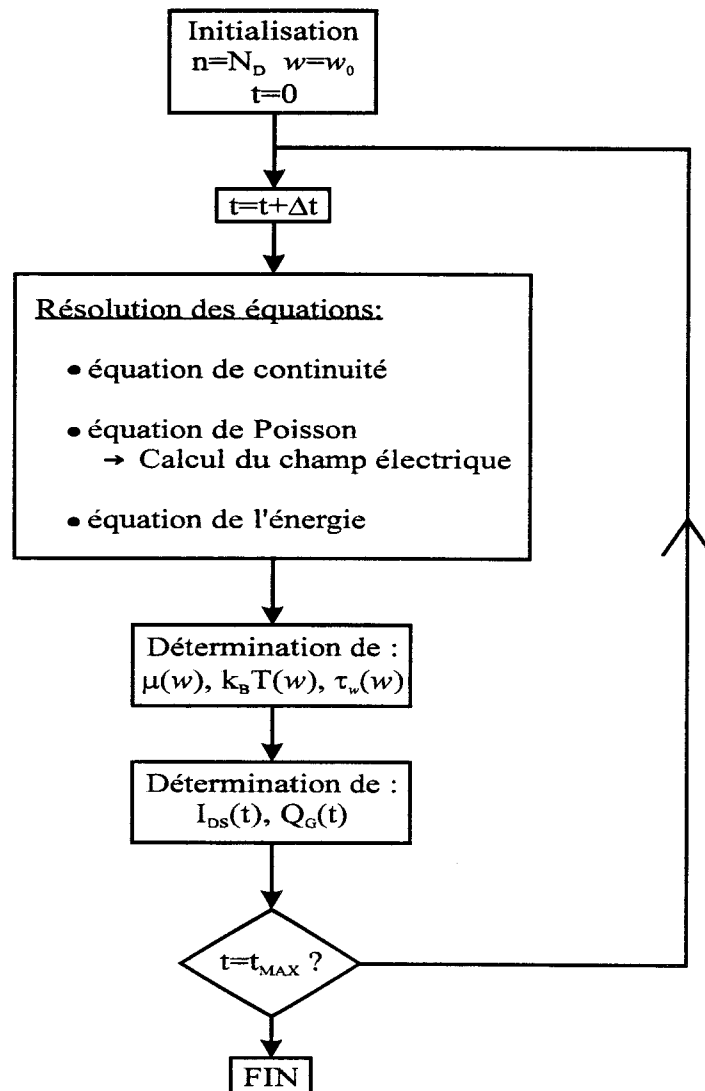 Initialisation
n=N_D w=w_0
t=0
t=t+Δt
Résolution des équations:
• équation de continuité
• équation de Poisson
→ Calcul du champ électrique
• équation de l'énergie
Détermination de :
μ(w), k_BT(w), τ_w(w)
Détermination de :
I_DS(t), Q_G(t)
t=t_MAX ?
FIN